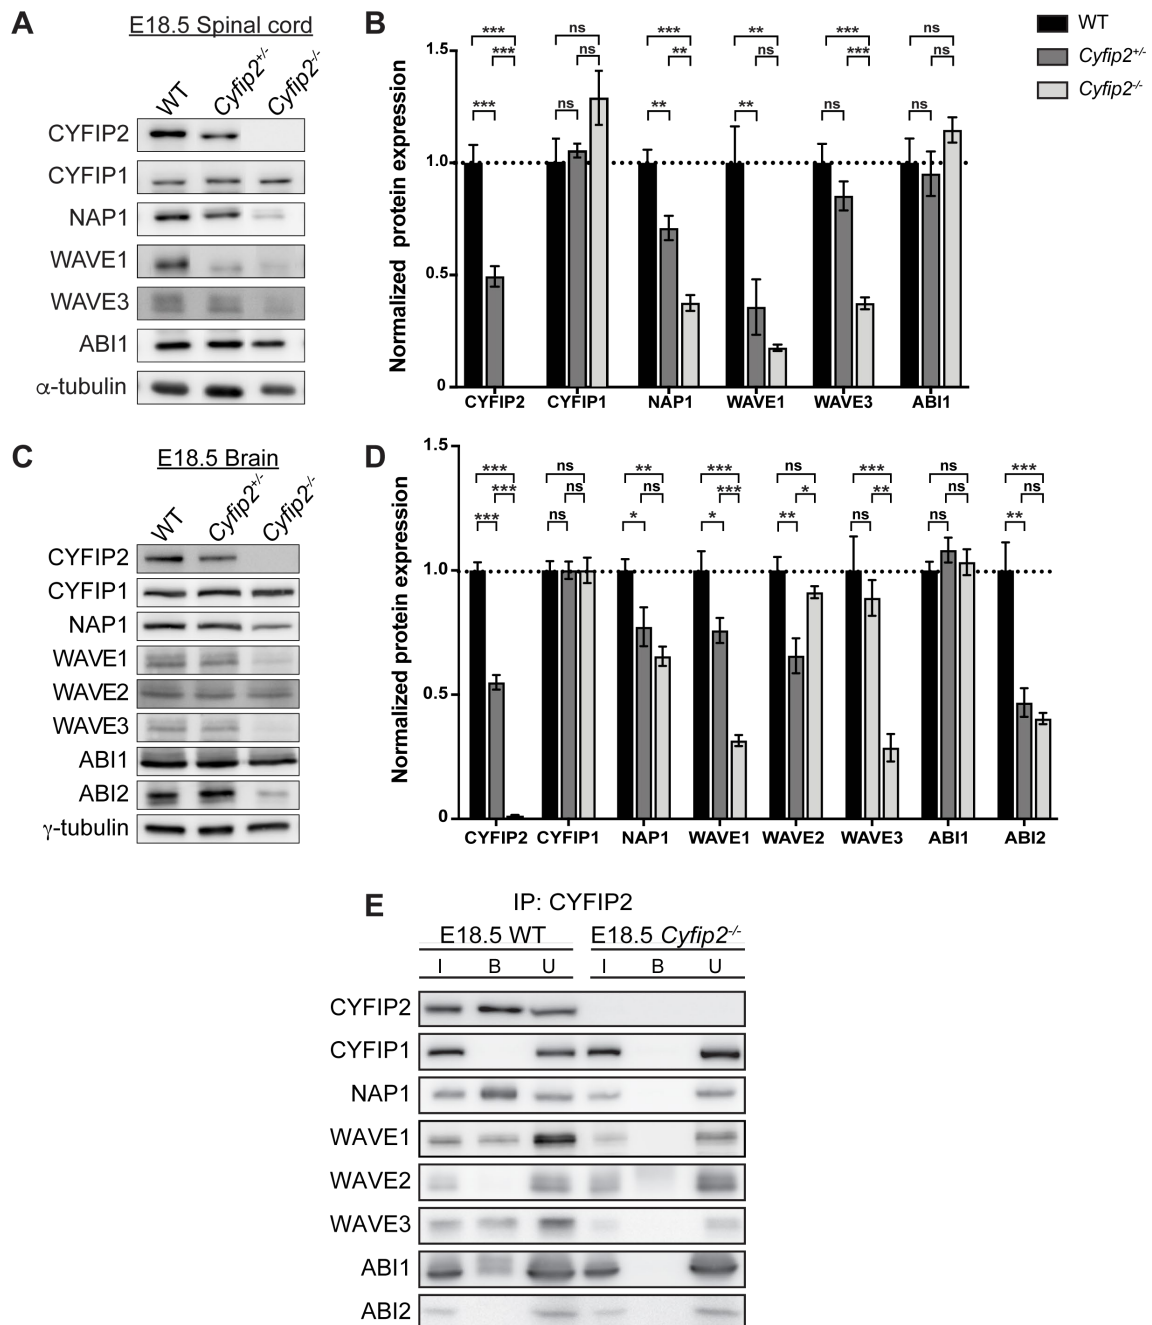 A
E18.5 Spinal cord
WT
Cyfip2+/-
Cyfip2-/-
CYFIP2
CYFIP1
NAP1
WAVE1
WAVE3
ABI1
α-tubulin
B
WT
Cyfip2+/-
Cyfip2-/-
Normalized protein expression
1.5
1.0
0.5
0
*** ns *** ** *** ns
*** ns ** ns *** ns
*** ns ** ** ns ns
CYFIP2 CYFIP1 NAP1 WAVE1 WAVE3 ABI1
C
E18.5 Brain
WT
Cyfip2+/-
Cyfip2-/-
CYFIP2
CYFIP1
NAP1
WAVE1
WAVE2
WAVE3
ABI1
ABI2
γ-tubulin
D
Normalized protein expression
1.5
1.0
0.5
0
*** ns ** *** ns *** ns ***
*** ns ns *** * ** ns ns
*** ns * * ** ns ns **
CYFIP2 CYFIP1 NAP1 WAVE1 WAVE2 WAVE3 ABI1 ABI2
E
IP: CYFIP2
E18.5 WT E18.5 Cyfip2-/-
I B U I B U
CYFIP2
CYFIP1
NAP1
WAVE1
WAVE2
WAVE3
ABI1
ABI2